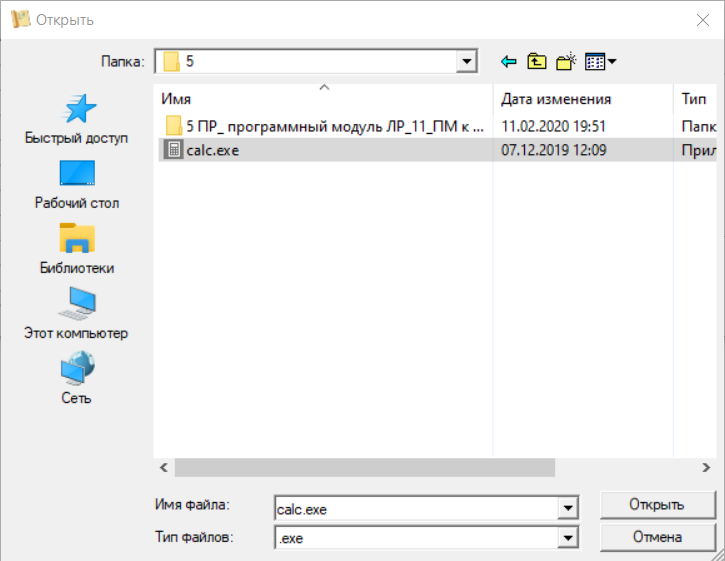 Открыть
Папка:
5
Имя
Дата изменения
Тип
5 ПР_ программный модуль ЛР_11_ПМ к ...
11.02.2020 19:51
Папк
calc.exe
07.12.2019 12:09
Прил
Быстрый доступ
Рабочий стол
Библиотеки
Этот компьютер
Сеть
Имя файла:
calc.exe
Открыть
Тип файлов:
.exe
Отмена